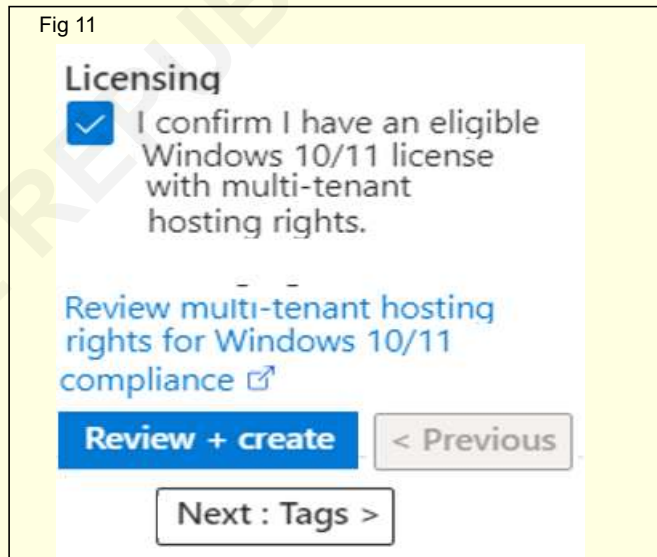 Fig 11
Licensing
I confirm I have an eligible
Windows 10/11 license
with multi-tenant
hosting rights.
Review multi-tenant hosting
rights for Windows 10/11
compliance
Review + create
< Previous
Next : Tags >